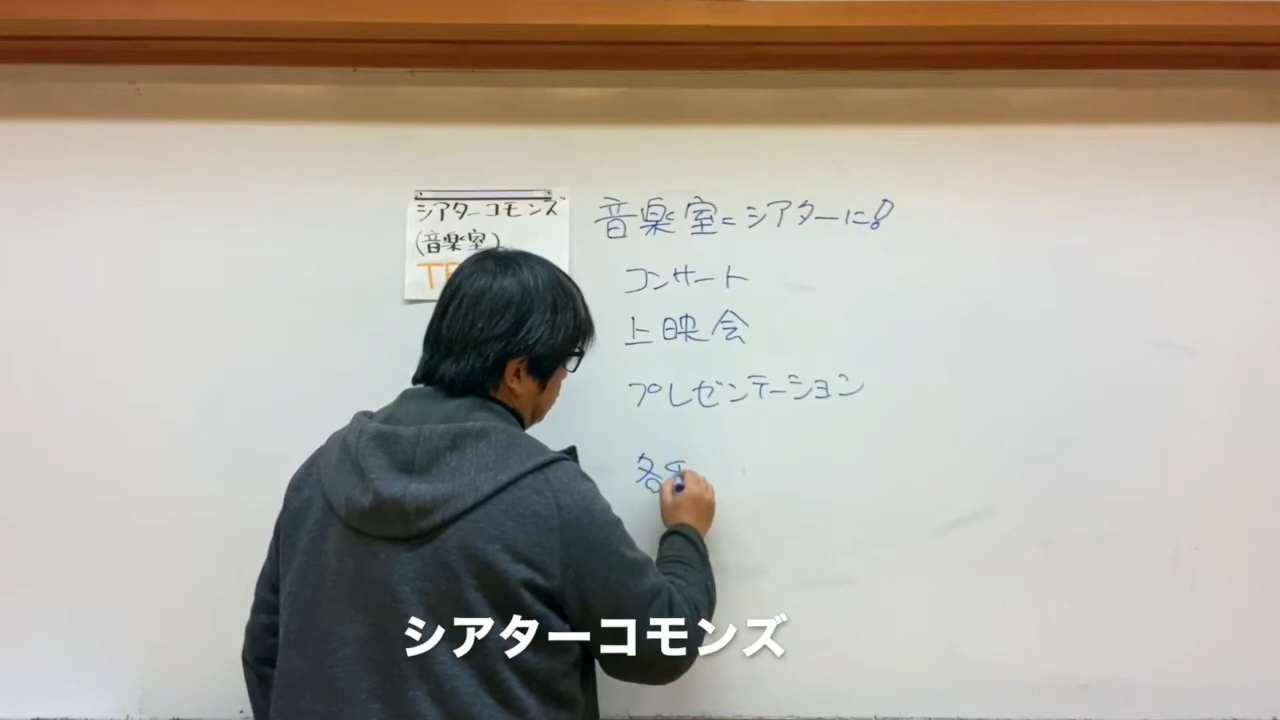 シアターコモンズ
(音楽室)
音楽室=シアターに!
コンサート
上映会
プレゼンテーション
各
シアターコモンズ